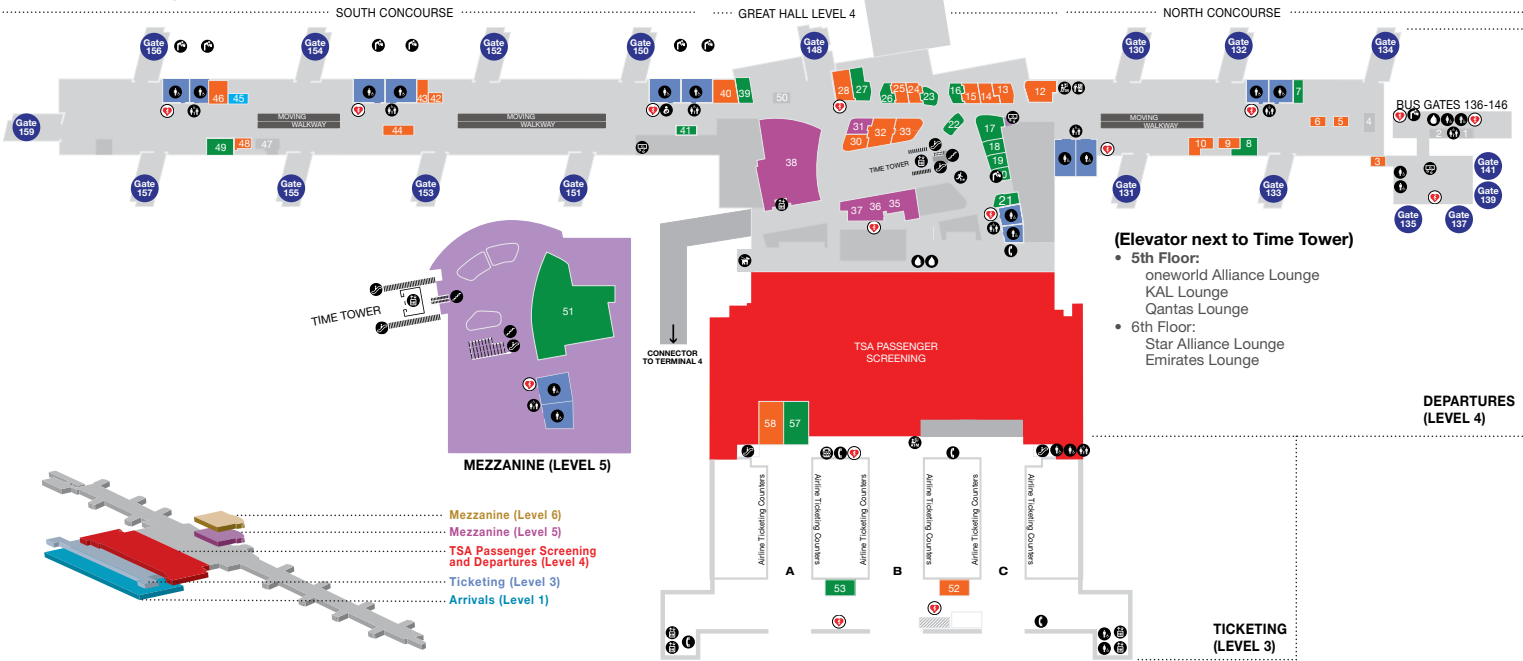 SOUTH CONCOURSE
GREAT HALL LEVEL 4
NORTH CONCOURSE
Gate 156
Gate 154
Gate 152
Gate 150
Gate 148
Gate 130
Gate 132
Gate 134
46
45
43
42
40
39
50
28
27
26
25
24
23
16
15
14
13
12
7
BUS GATES 136-146
Gate 159
MOVING
WALKWAY
MOVING
WALKWAY
MOVING
WALKWAY
44
41
31
30
32
33
22
17
18
19
6
5
4
2
1
49
48
47
38
TIME TOWER
10
9
8
3
Gate 157
Gate 155
Gate 153
Gate 151
Gate 131
Gate 133
Gate 141
Gate 139
Gate 135
Gate 137
37
36
35
21
(Elevator next to Time Tower)
• 5th Floor:
oneworld Alliance Lounge
KAL Lounge
Qantas Lounge
• 6th Floor:
Star Alliance Lounge
Emirates Lounge
TIME TOWER
51
CONNECTOR
TO TERMINAL 4
TSA PASSENGER
SCREENING
MEZZANINE (LEVEL 5)
58
57
DEPARTURES
(LEVEL 4)
Airline Ticketing Counters
Airline Ticketing Counters
Airline Ticketing Counters
Airline Ticketing Counters
Airline Ticketing Counters
Airline Ticketing Counters
A
B
C
53
52
Mezzanine (Level 6)
Mezzanine (Level 5)
TSA Passenger Screening
and Departures (Level 4)
Ticketing (Level 3)
Arrivals (Level 1)
TICKETING
(LEVEL 3)